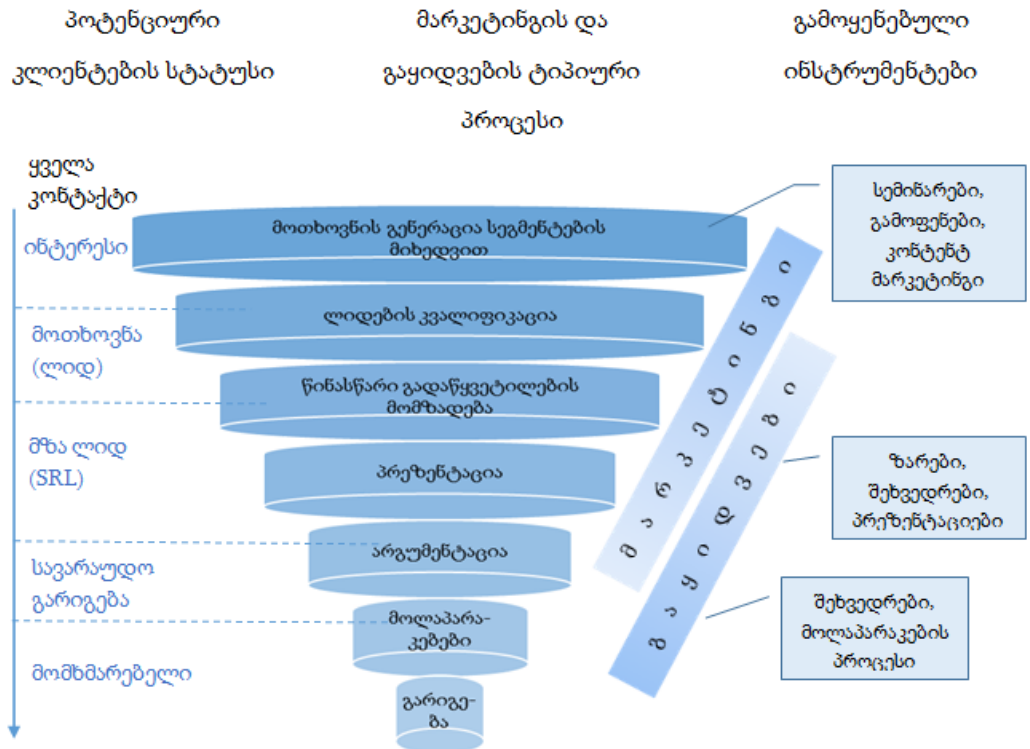 პოტენციური
კლიენტების სტატუსი
მარკეტინგის და
გაყიდვების ტიპიური
პროცესი
გამოყენებული
ინსტრუმენტები
ყველა
კონტაქტი
ინტერესი
მოთხოვნა
(ლიდ)
მზა ლიდ
(SRL)
სავარაუდო
გარიგება
მომხმარებელი
მოთხოვნის გენერაცია სეგმენტების
მიხედვით
ლიდების კვალიფიკაცია
წინასწარი გადაწყვეტილების
მომზადება
პრეზენტაცია
არგუმენტაცია
მოლაპარა-
კებები
გარიგე-
ბა
მარკეტინგი
გაყიდვები
სემინარები,
გამოფენები,
კონტენტ
მარკეტინგი
ზარები,
შეხვედრები,
პრეზენტაციები
შეხვედრები,
მოლაპარაკების
პროცესი